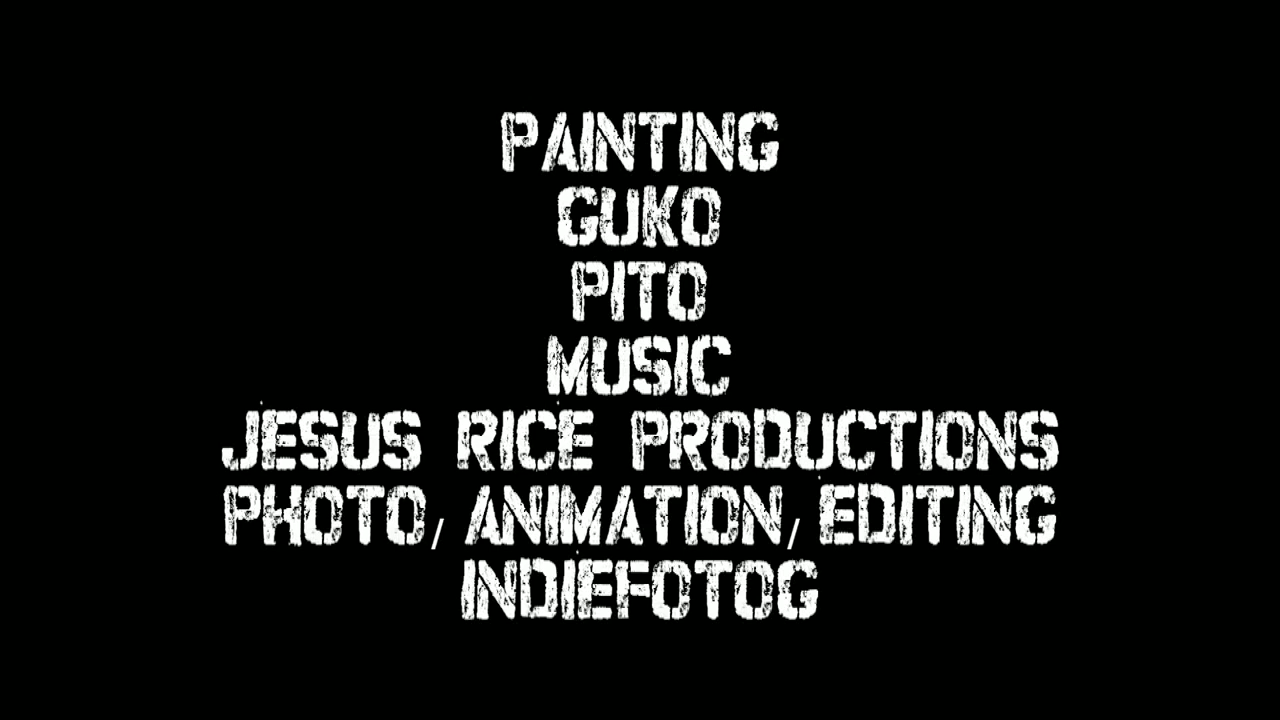 PAINTING
GUKO
PITO
MUSIC
JESUS RICE PRODUCTIONS
PHOTO, ANIMATION, EDITING
INDIEFOTOG